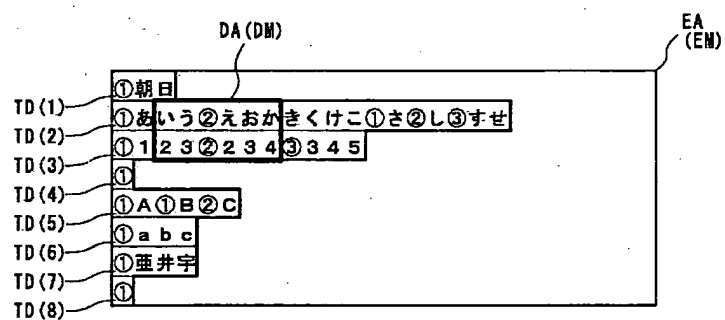 DA(DM)
EA
(EM)
TD(1)
①朝日
TD(2)
①あいう②えおかきくけこ①さ②し③すせ
TD(3)
①123②234③345
TD(4)
①
TD(5)
①A①B②C
TD(6)
①abc
TD(7)
①亜井宇
TD(8)
①